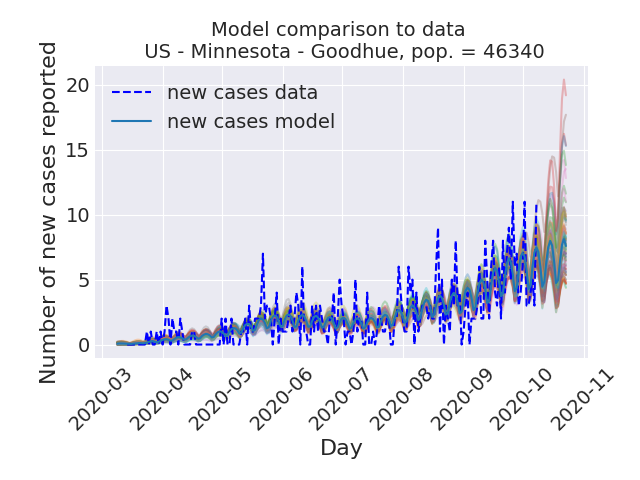 Model comparison to data
US - Minnesota - Goodhue, pop. = 46340
Number of new cases reported
20
15
10
5
0
new cases data
new cases model
2020-03
2020-04
2020-05
2020-06
2020-07
2020-08
2020-09
2020-10
2020-11
Day